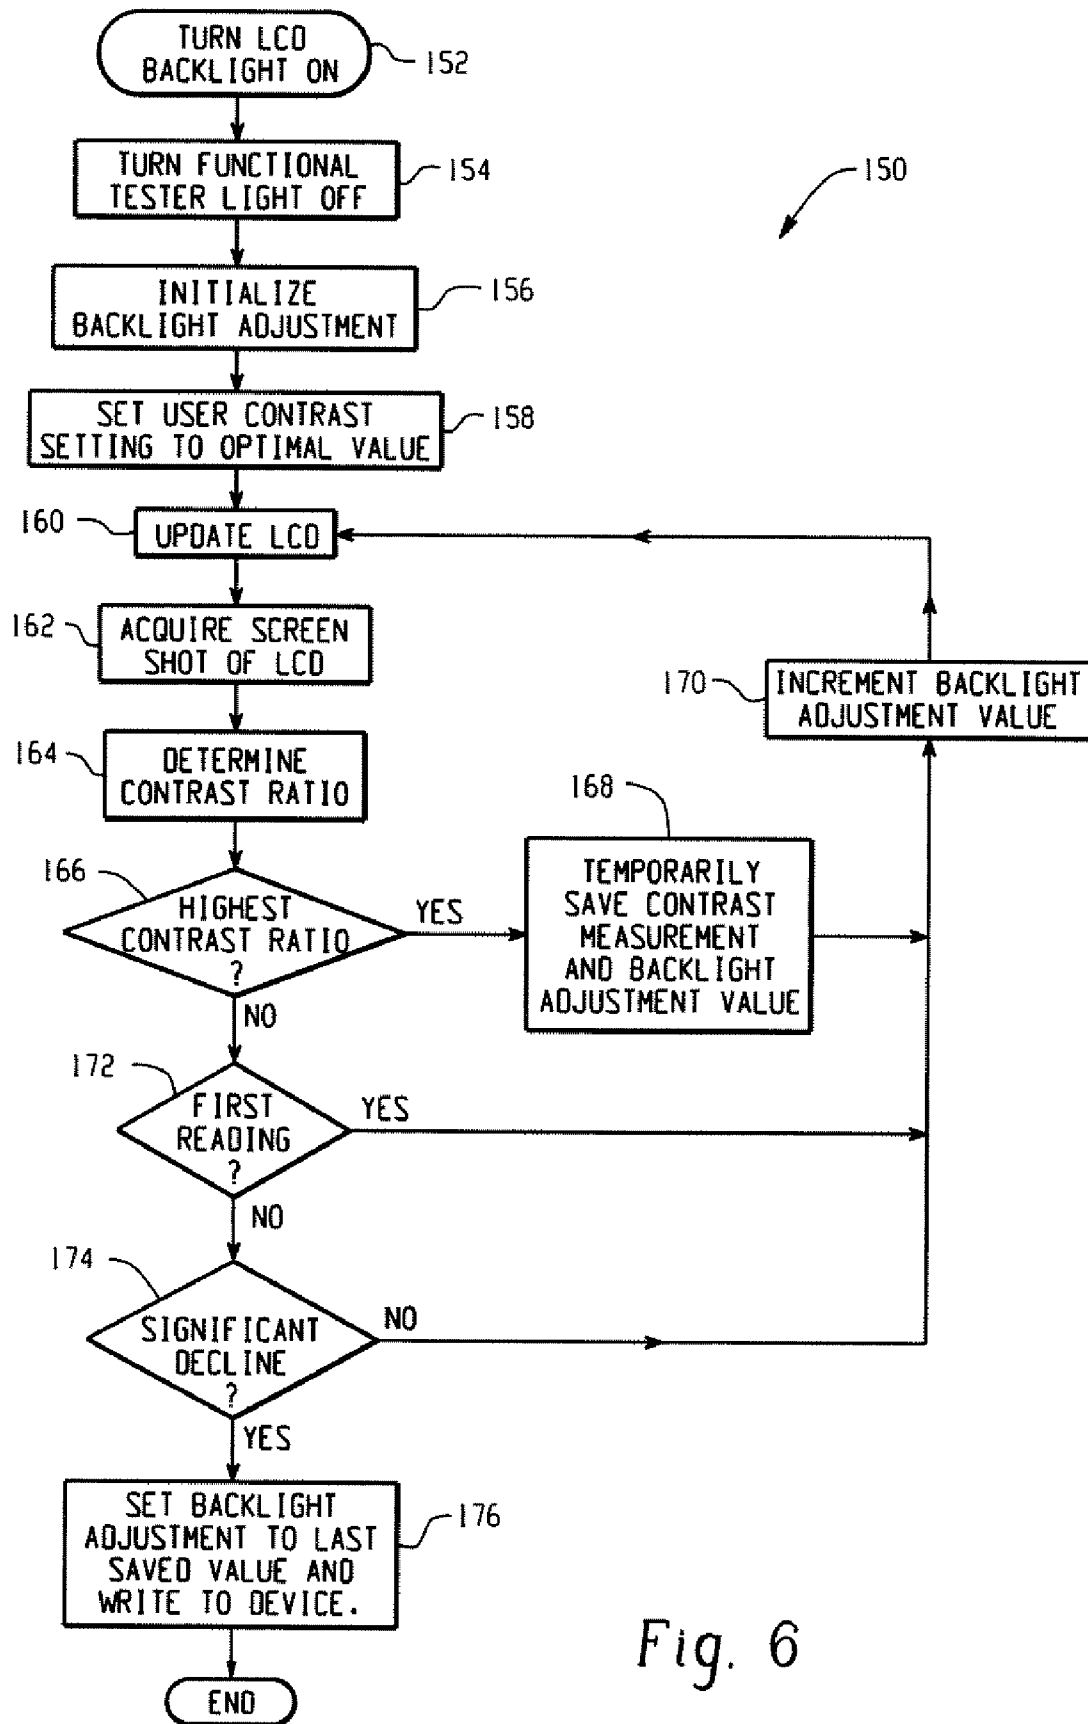 TURN LCD
BACKLIGHT ON
152
TURN FUNCTIONAL
TESTER LIGHT OFF
154
150
INITIALIZE
BACKLIGHT ADJUSTMENT
156
SET USER CONTRAST
SETTING TO OPTIMAL VALUE
158
160
UPDATE LCD
162
ACQUIRE SCREEN
SHOT OF LCD
170
INCREMENT BACKLIGHT
ADJUSTMENT VALUE
164
DETERMINE
CONTRAST RATIO
166
HIGHEST
CONTRAST RATIO
?
YES
168
TEMPORARILY
SAVE CONTRAST
MEASUREMENT
AND BACKLIGHT
ADJUSTMENT VALUE
NO
172
FIRST
READING
?
YES
NO
174
SIGNIFICANT
DECLINE
?
NO
YES
SET BACKLIGHT
ADJUSTMENT TO LAST
SAVED VALUE AND
WRITE TO DEVICE.
176
END
Fig. 6